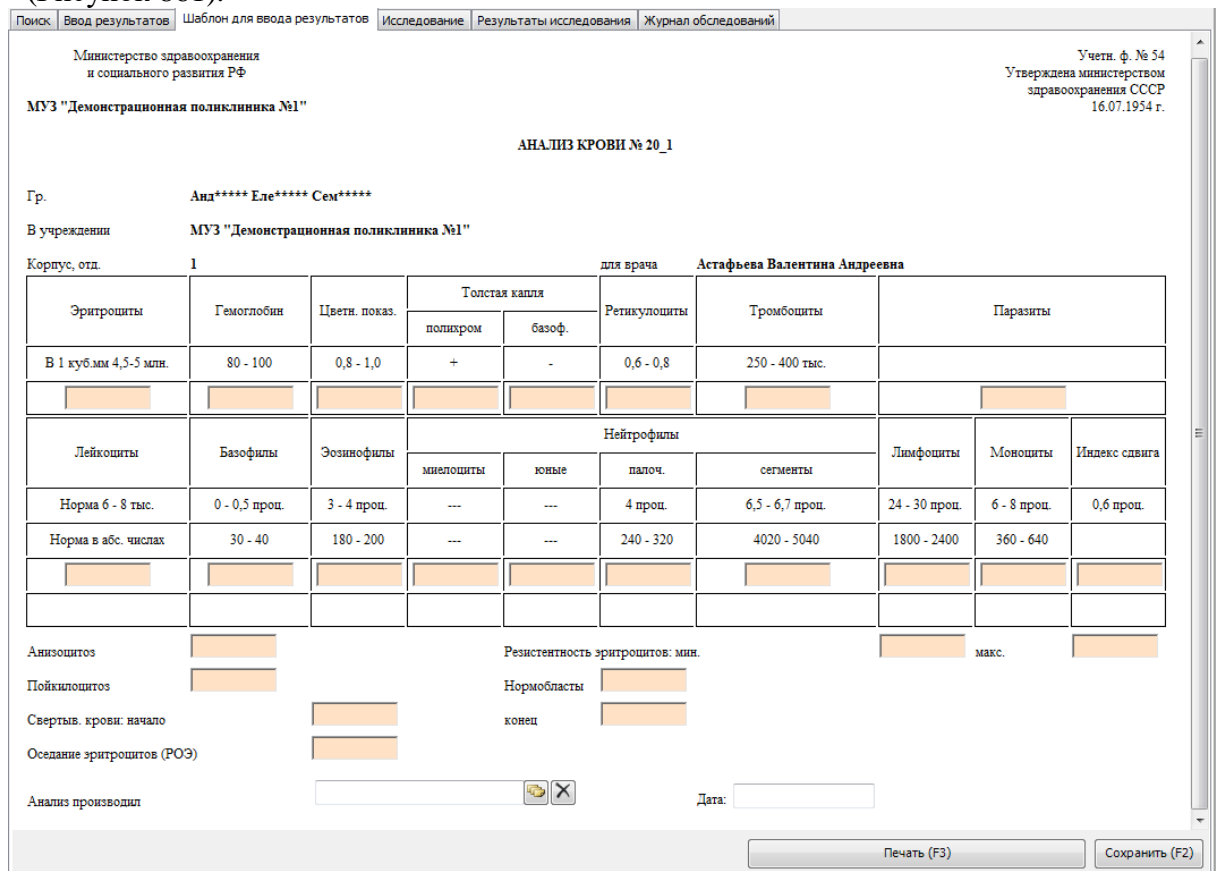 (Рисунок 881).
Поиск Ввод результатов Шаблон для ввода результатов Исследование Результаты исследования Журнал обследований
Министерство здравоохранения
и социального развития РФ
Учетн. ф. № 54
Утверждена министерством
здравоохранения СССР
16.07.1954 г.
МУЗ "Демонстрационная поликлиника №1"
АНАЛИЗ КРОВИ № 20_1
Гр. Анд***** Еле***** Сем*****
В учреждении МУЗ "Демонстрационная поликлиника №1"
Корпус, отд. 1 для врача Астафьева Валентина Андреевна
Эритроциты Гемоглобин Цветн. показ. Толстая капля Ретикулоциты Тромбоциты Паразиты
полихром базоф.
В 1 куб.мм 4,5-5 млн. 80 - 100 0,8 - 1,0 + - 0,6 - 0,8 250 - 400 тыс.
Лейкоциты Базофилы Эозинофилы Нейтрофилы Лимфоциты Моноциты Индекс сдвига
миелоциты юные палоч. сегменты
Норма 6 - 8 тыс. 0 - 0,5 проц. 3 - 4 проц. --- --- 4 проц. 6,5 - 6,7 проц. 24 - 30 проц. 6 - 8 проц. 0,6 проц.
Норма в абс. числах 30 - 40 180 - 200 --- --- 240 - 320 4020 - 5040 1800 - 2400 360 - 640
Анизоцитоз Резистентность эритроцитов: мин. макс.
Пойкилоцитоз Нормобласты
Свертыв. крови: начало конец
Оседание эритроцитов (РОЭ)
Анализ производил Дата:
Печать (F3) Сохранить (F2)